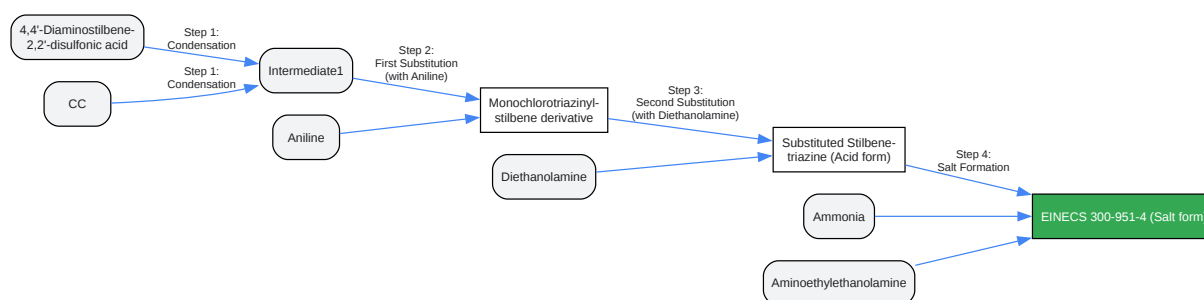 4,4'-Diaminostilbene-
2,2'-disulfonic acid
Step 1:
Condensation
CC
Step 1:
Condensation
Intermediate1
Step 2:
First Substitution
(with Aniline)
Aniline
Monochlorotriazinyl-
stilbene derivative
Step 3:
Second Substitution
(with Diethanolamine)
Diethanolamine
Substituted Stilbene-
triazine (Acid form)
Step 4:
Salt Formation
Ammonia
Aminoethylethanolamine
EINECS 300-951-4 (Salt form